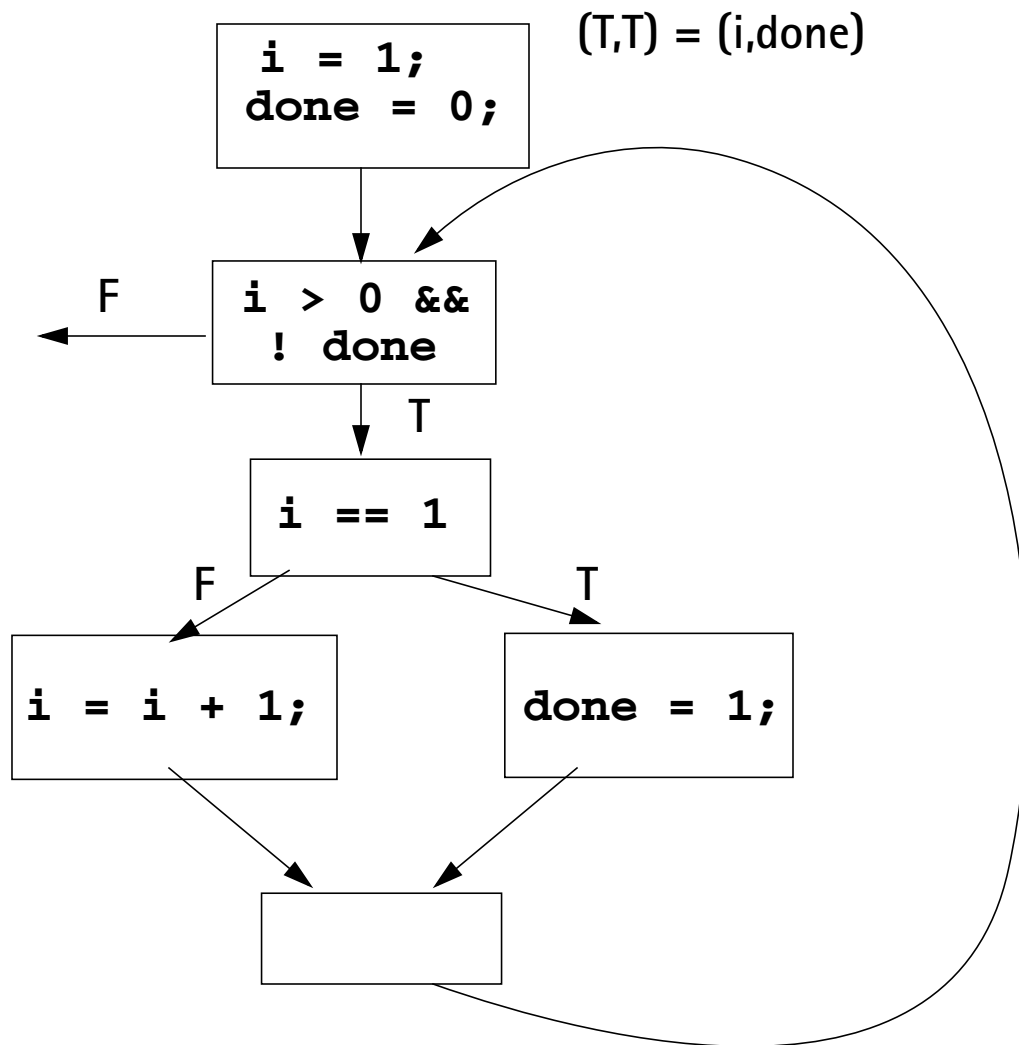 (T,T) = (i,done)
i = 1;
done = 0;
F
i > 0 &&
! done
T
i == 1
F
T
i = i + 1;
done = 1;